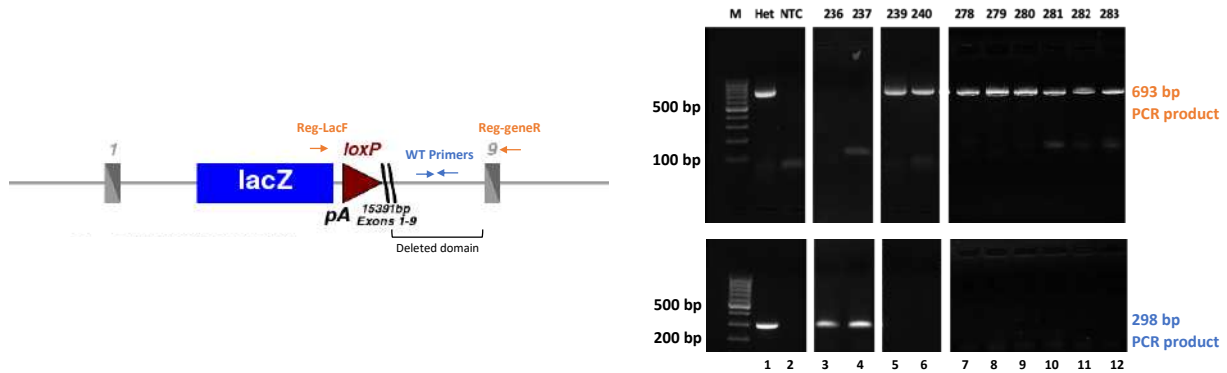 Reg-LacF
Reg-geneR
1
loxP
9
WT Primers
lacZ
pA
15391bp
Exons 1-9
Deleted domain
M Het NTC 236 237 239 240 278 279 280 281 282 283
500 bp
100 bp
693 bp
PCR product
500 bp
200 bp
298 bp
PCR product
1 2 3 4 5 6 7 8 9 10 11 12